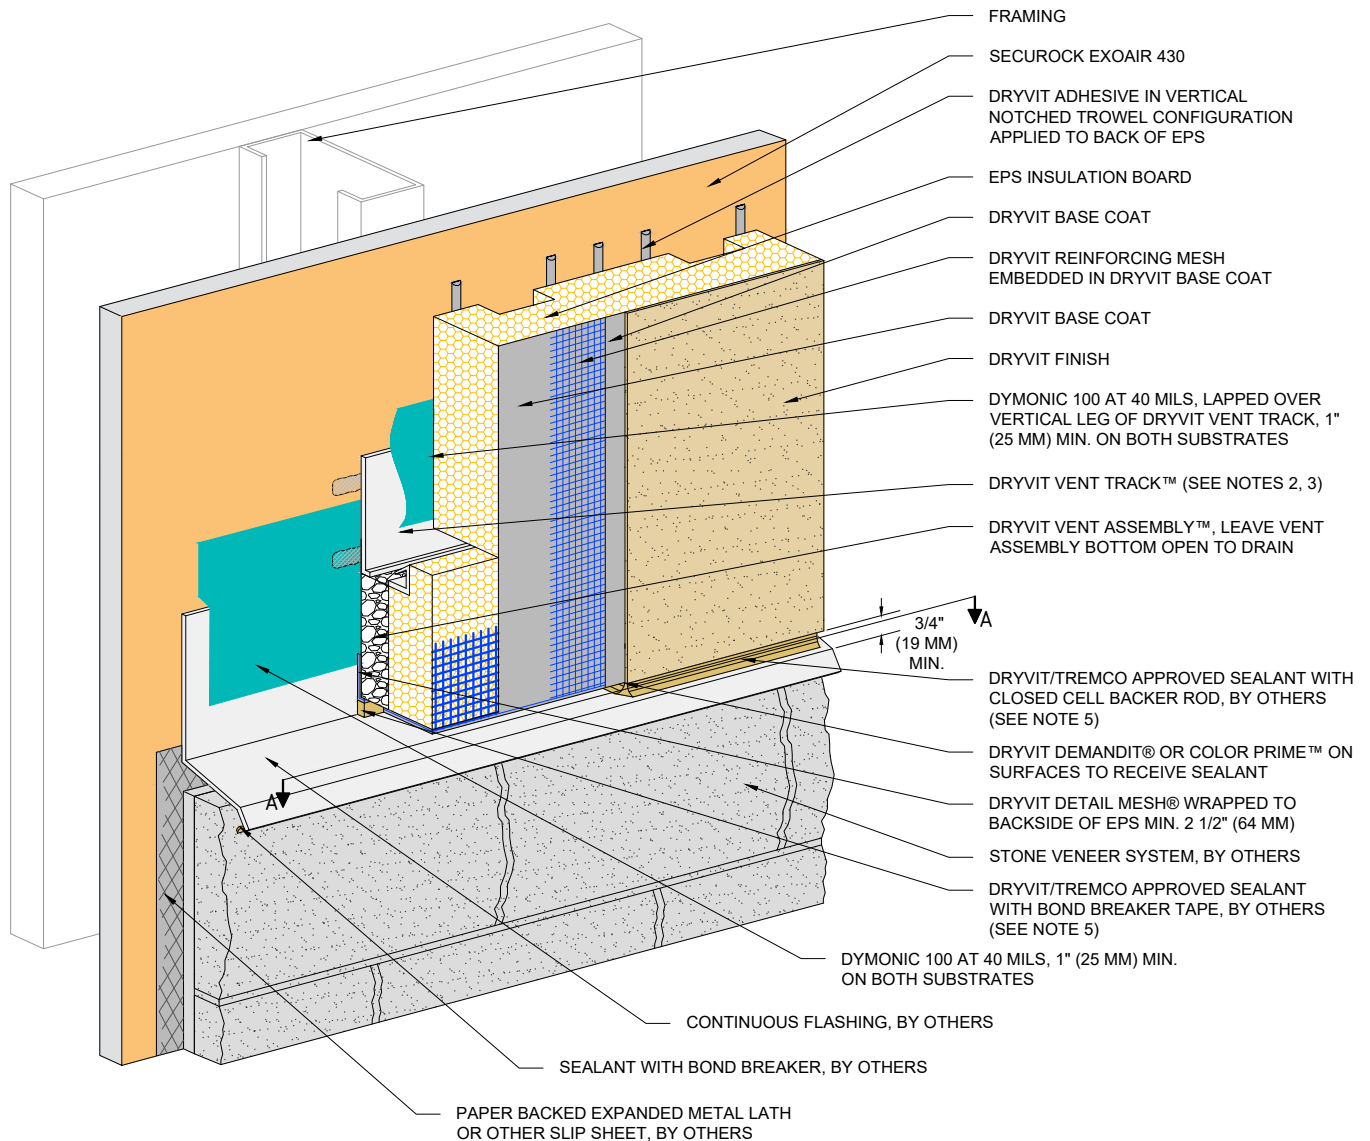 FRAMING
SECUROCK EXOAIR 430
DRYVIT ADHESIVE IN VERTICAL
NOTCHED TROWEL CONFIGURATION
APPLIED TO BACK OF EPS
EPS INSULATION BOARD
DRYVIT BASE COAT
DRYVIT REINFORCING MESH
EMBEDDED IN DRYVIT BASE COAT
DRYVIT BASE COAT
DRYVIT FINISH
DYMONIC 100 AT 40 MILS, LAPPED OVER
VERTICAL LEG OF DRYVIT VENT TRACK, 1"
(25 MM) MIN. ON BOTH SUBSTRATES
DRYVIT VENT TRACK™ (SEE NOTES 2, 3)
DRYVIT VENT ASSEMBLY™, LEAVE VENT
ASSEMBLY BOTTOM OPEN TO DRAIN
A
3/4"
(19 MM)
MIN.
DRYVIT/TREMCO APPROVED SEALANT WITH
CLOSED CELL BACKER ROD, BY OTHERS
(SEE NOTE 5)
DRYVIT DEMANDIT® OR COLOR PRIME™ ON
SURFACES TO RECEIVE SEALANT
A
DRYVIT DETAIL MESH® WRAPPED TO
BACKSIDE OF EPS MIN. 2 1/2" (64 MM)
STONE VENEER SYSTEM, BY OTHERS
DRYVIT/TREMCO APPROVED SEALANT
WITH BOND BREAKER TAPE, BY OTHERS
(SEE NOTE 5)
DYMONIC 100 AT 40 MILS, 1" (25 MM) MIN.
ON BOTH SUBSTRATES
CONTINUOUS FLASHING, BY OTHERS
SEALANT WITH BOND BREAKER, BY OTHERS
PAPER BACKED EXPANDED METAL LATH
OR OTHER SLIP SHEET, BY OTHERS